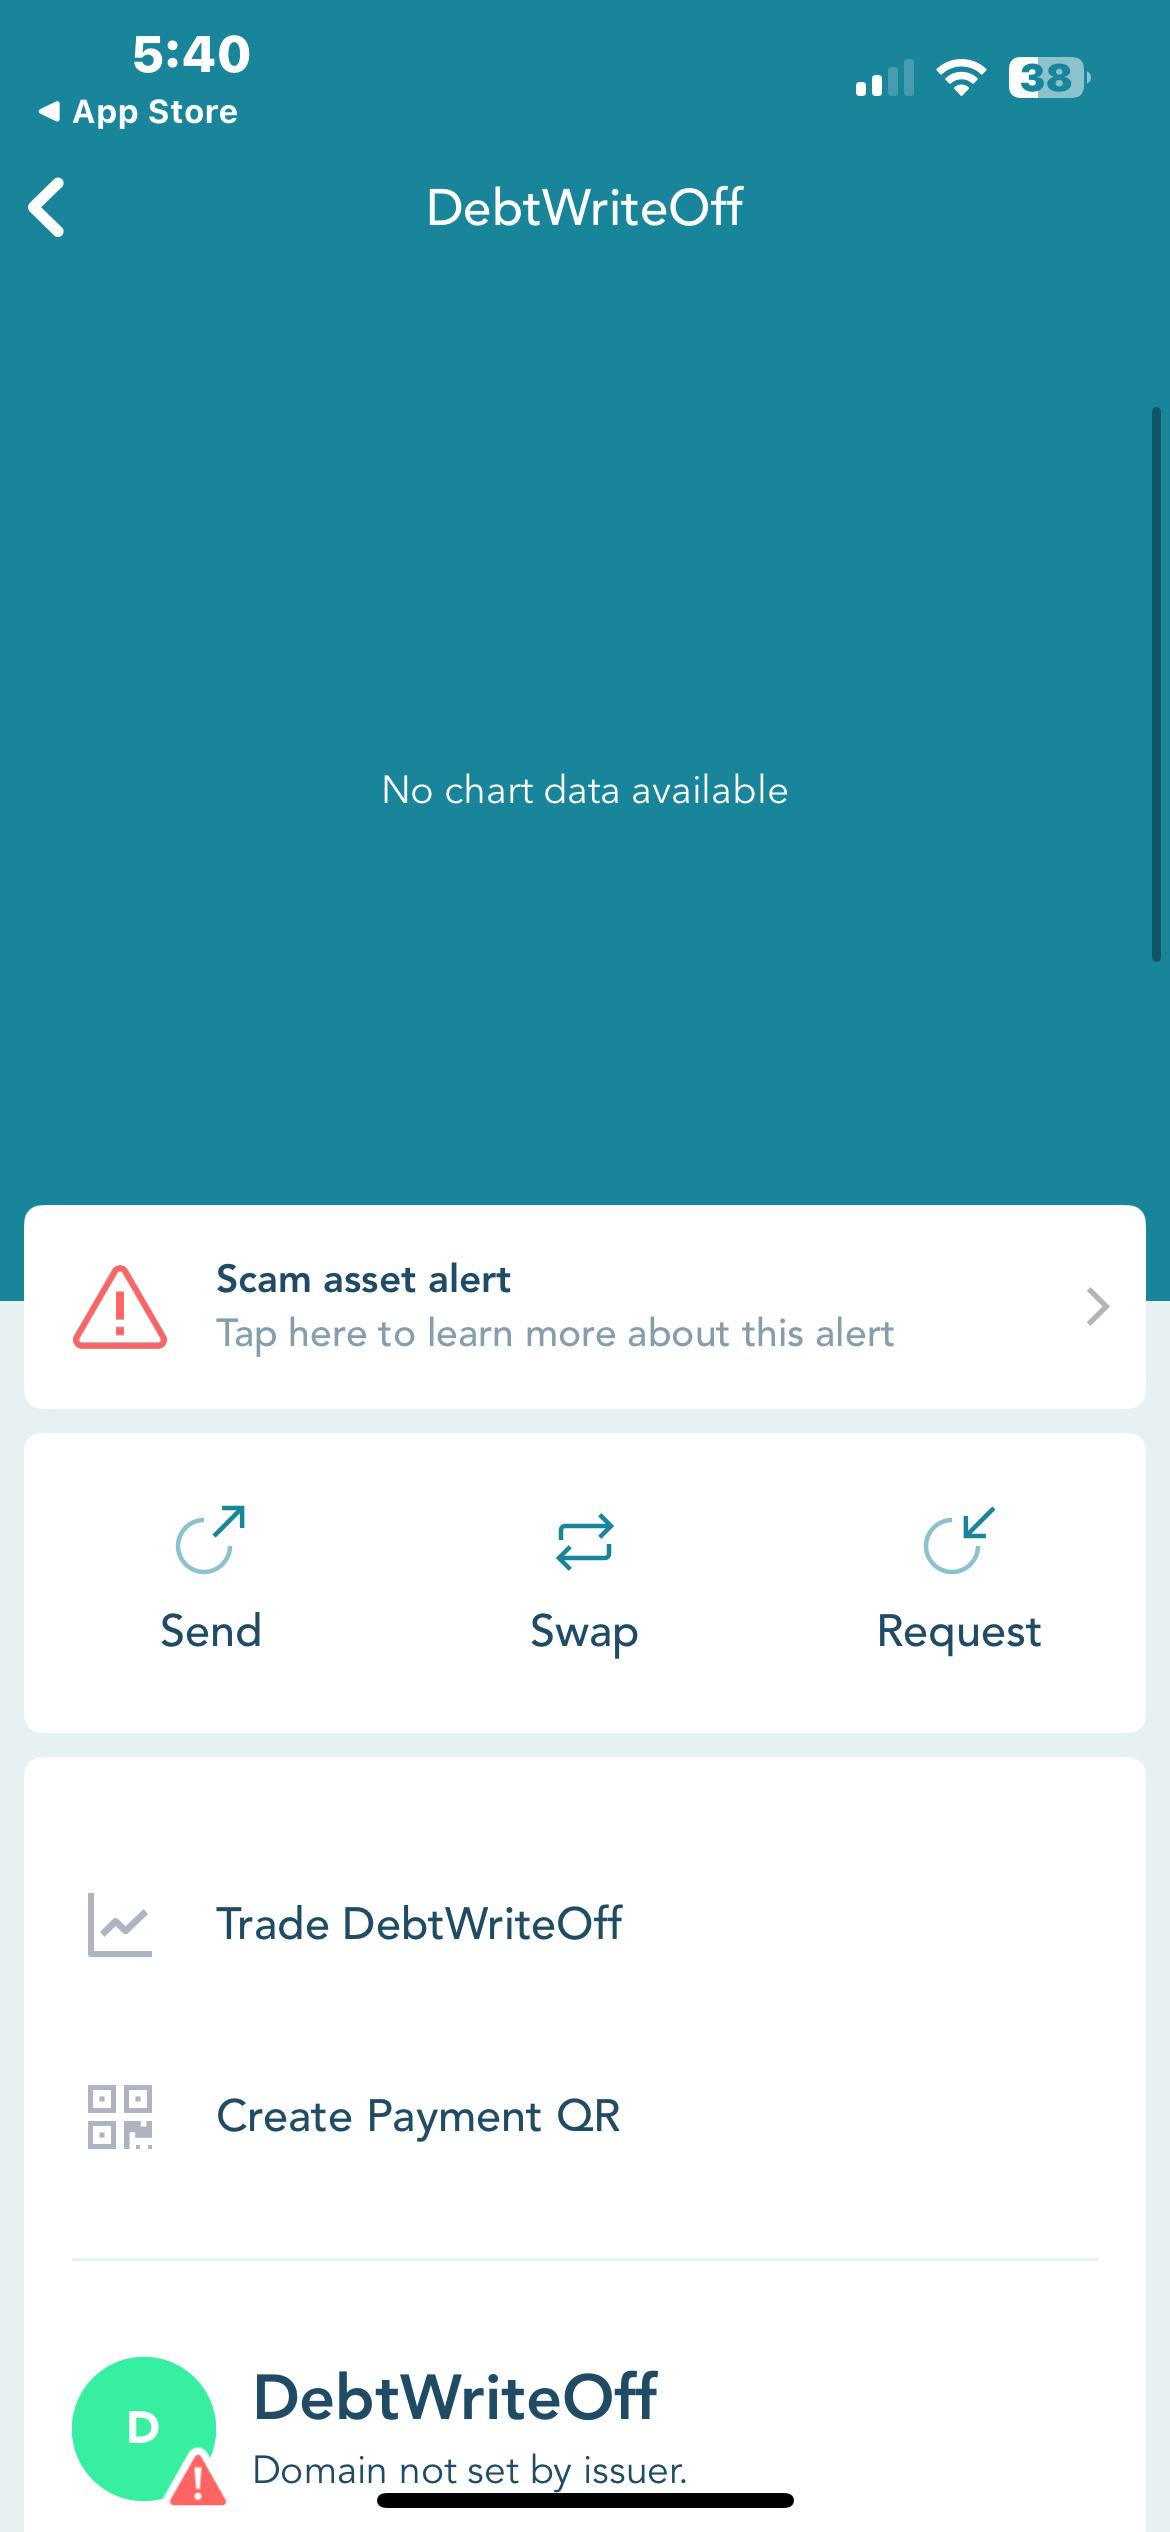 5:40
38
App Store
DebtWriteOff
No chart data available
Scam asset alert
Tap here to learn more about this alert
Send
Swap
Request
Trade DebtWriteOff
Create Payment QR
D
DebtWriteOff
Domain not set by issuer.